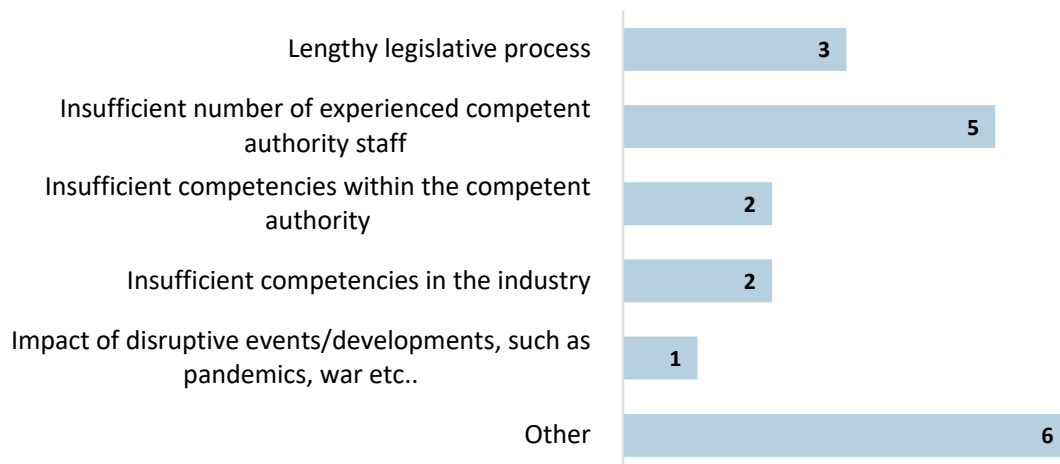 Lengthy legislative process
3
Insufficient number of experienced competent
authority staff
5
Insufficient competencies within the competent
authority
2
Insufficient competencies in the industry
2
Impact of disruptive events/developments, such as
pandemics, war etc..
1
Other
6